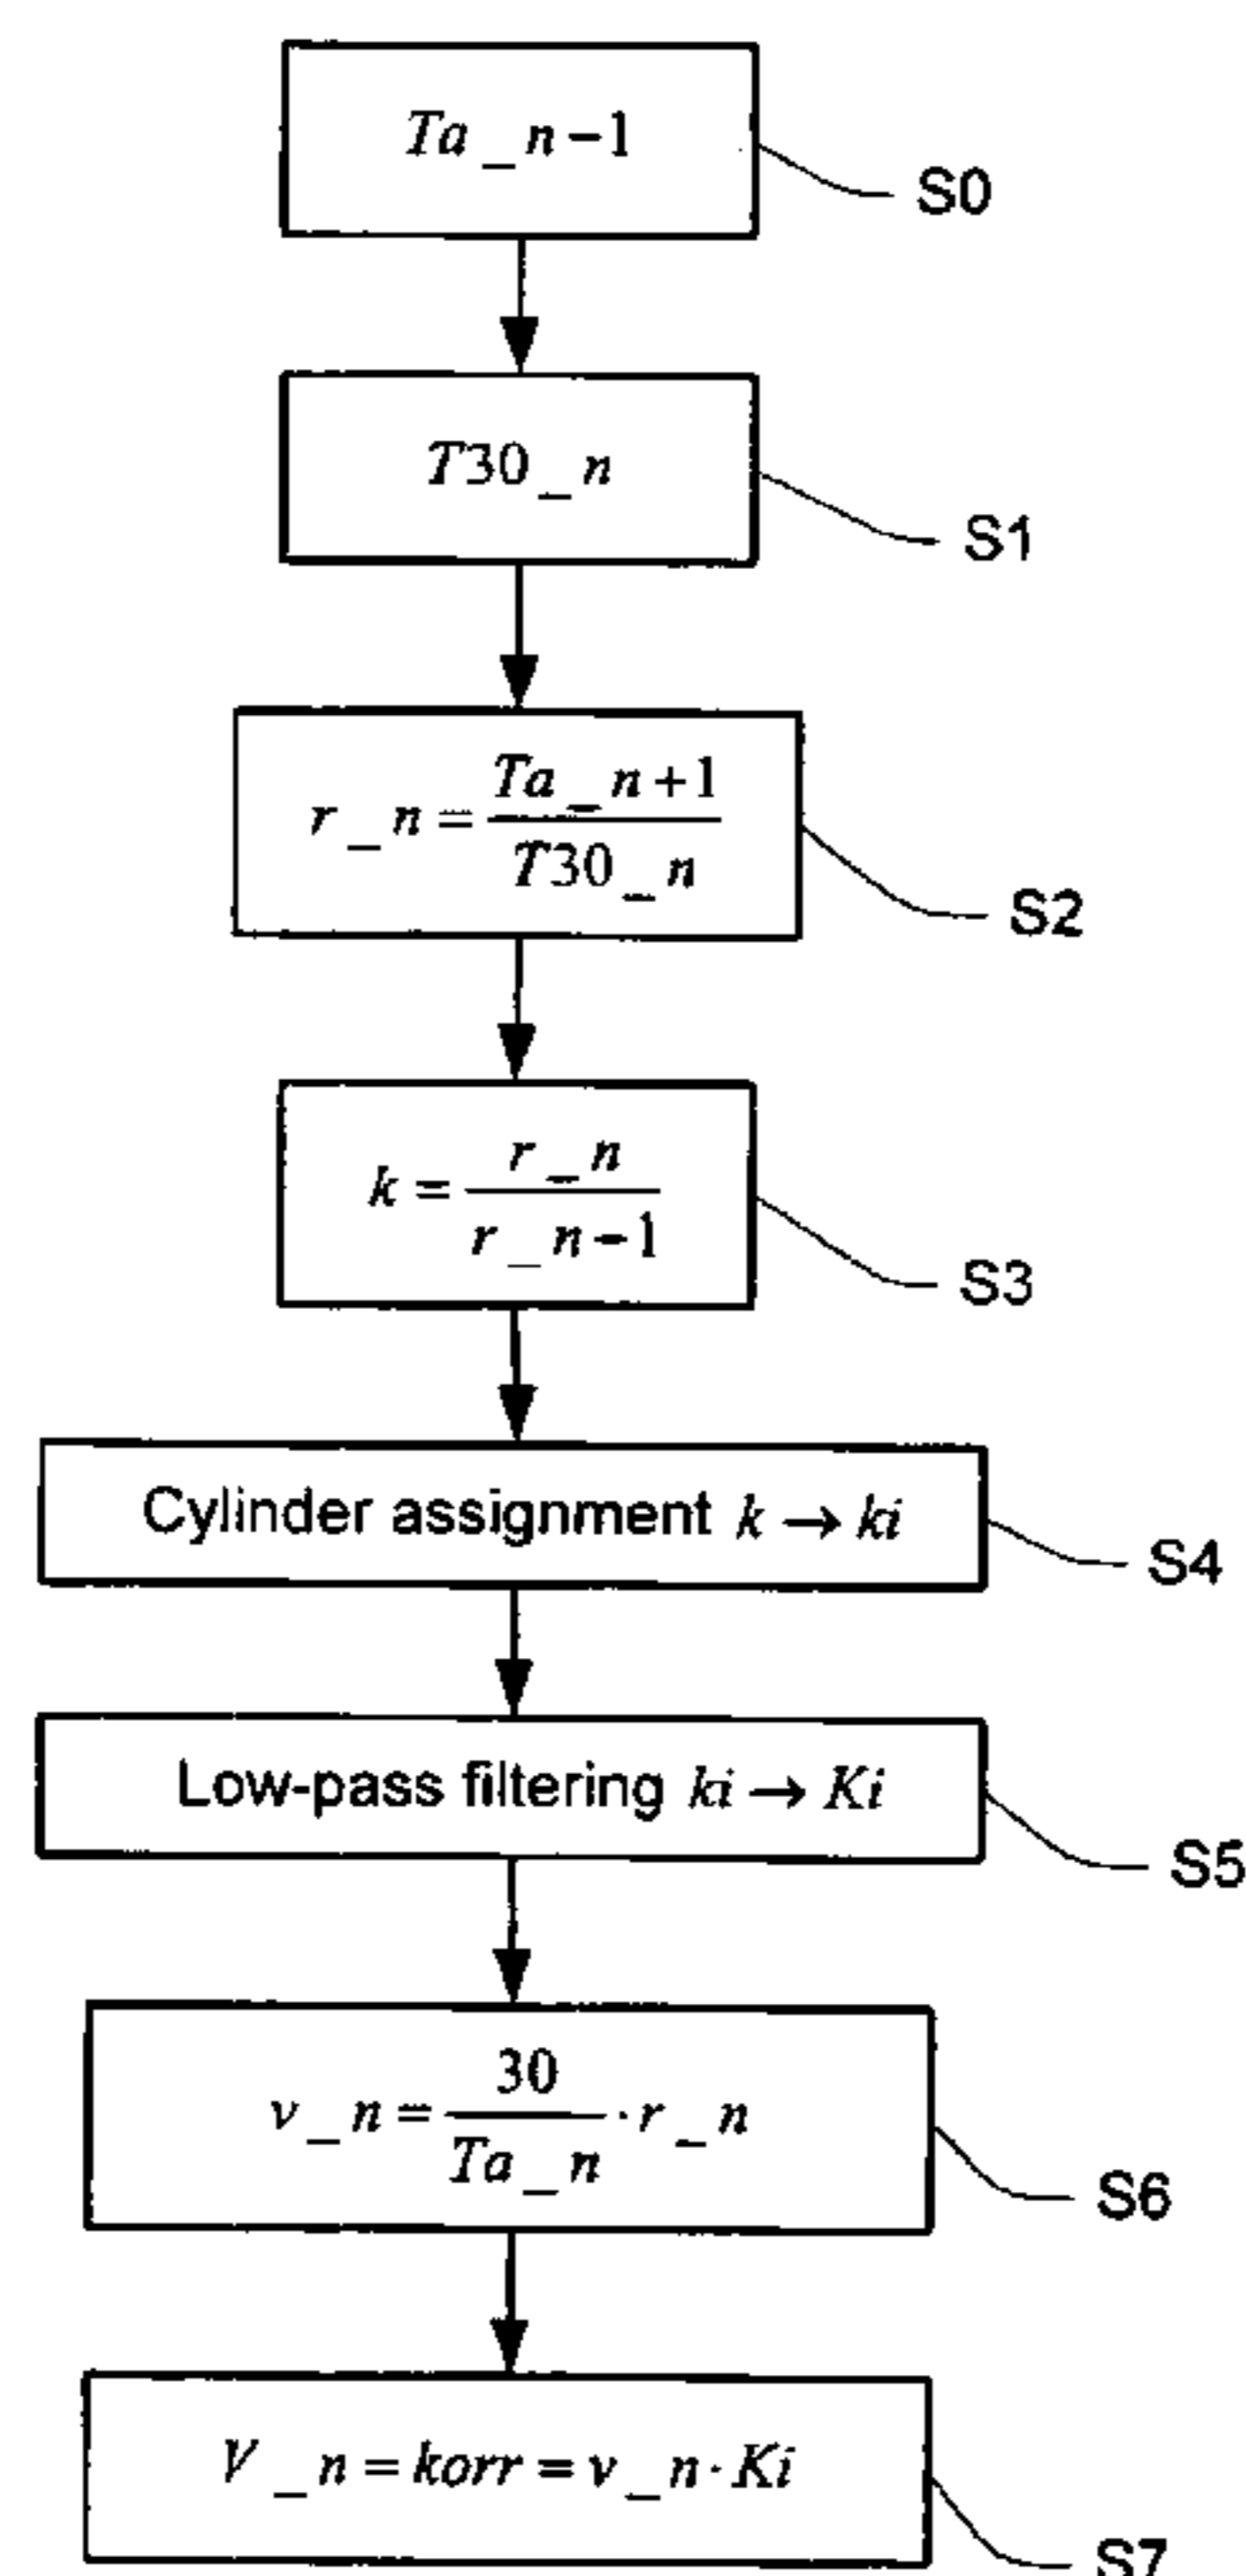 Ta_n-1
S0
T30_n
S1
r_n = Ta_n+1 / T30_n
S2
k = r_n / r_n-1
S3
Cylinder assignment k → ki
S4
Low-pass filtering ki → Ki
S5
v_n = 30 / Ta_n · r_n
S6
V_n = korr = v_n · Ki
S7